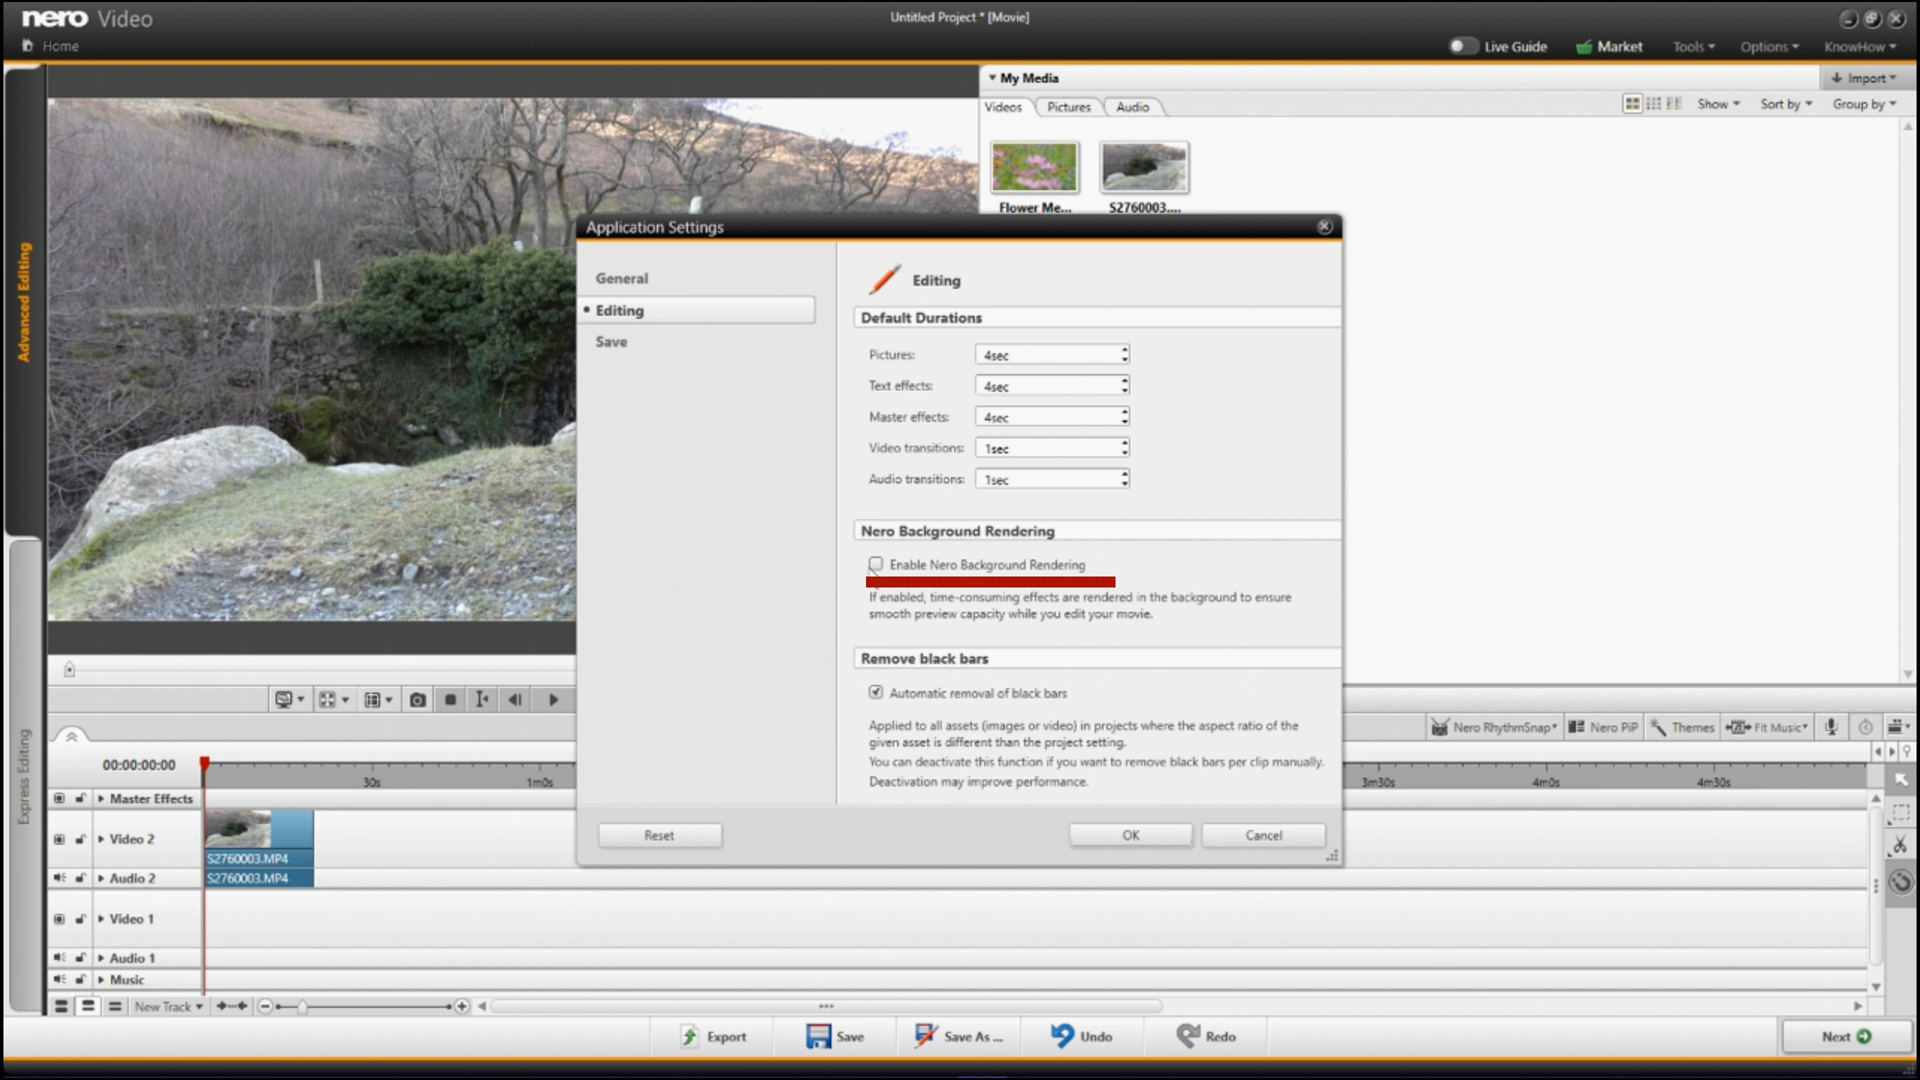 nero Video
Untitled Project * [Movie]
Home
Live Guide
Market
Tools
Options
KnowHow
Advanced Editing
Express Editing
My Media
Import
Videos
Pictures
Audio
Show
Sort by
Group by
Flower Me...
S2760003....
Application Settings
General
Editing
Save
Editing
Default Durations
Pictures: 4sec
Text effects: 4sec
Master effects: 4sec
Video transitions: 1sec
Audio transitions: 1sec
Nero Background Rendering
Enable Nero Background Rendering
If enabled, time-consuming effects are rendered in the background to ensure
smooth preview capacity while you edit your movie.
Remove black bars
Automatic removal of black bars
Applied to all assets (images or video) in projects where the aspect ratio of the
given asset is different than the project setting.
You can deactivate this function if you want to remove black bars per clip manually.
Deactivation may improve performance.
Reset
OK
Cancel
Nero RhythmSnap
Nero PiP
Themes
Fit Music
00:00:00:00
30s
1m0s
3m30s
4m0s
4m30s
Master Effects
Video 2
S2760003.MP4
Audio 2
S2760003.MP4
Video 1
Audio 1
Music
New Track
Export
Save
Save As ...
Undo
Redo
Next